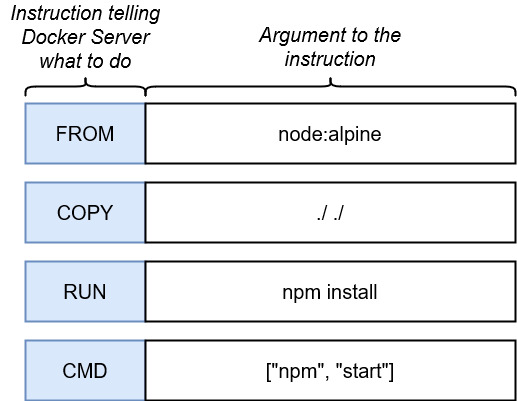 Instruction telling
Docker Server
what to do
Argument to the
instruction
FROM node:alpine
COPY ./ ./
RUN npm install
CMD ["npm", "start"]